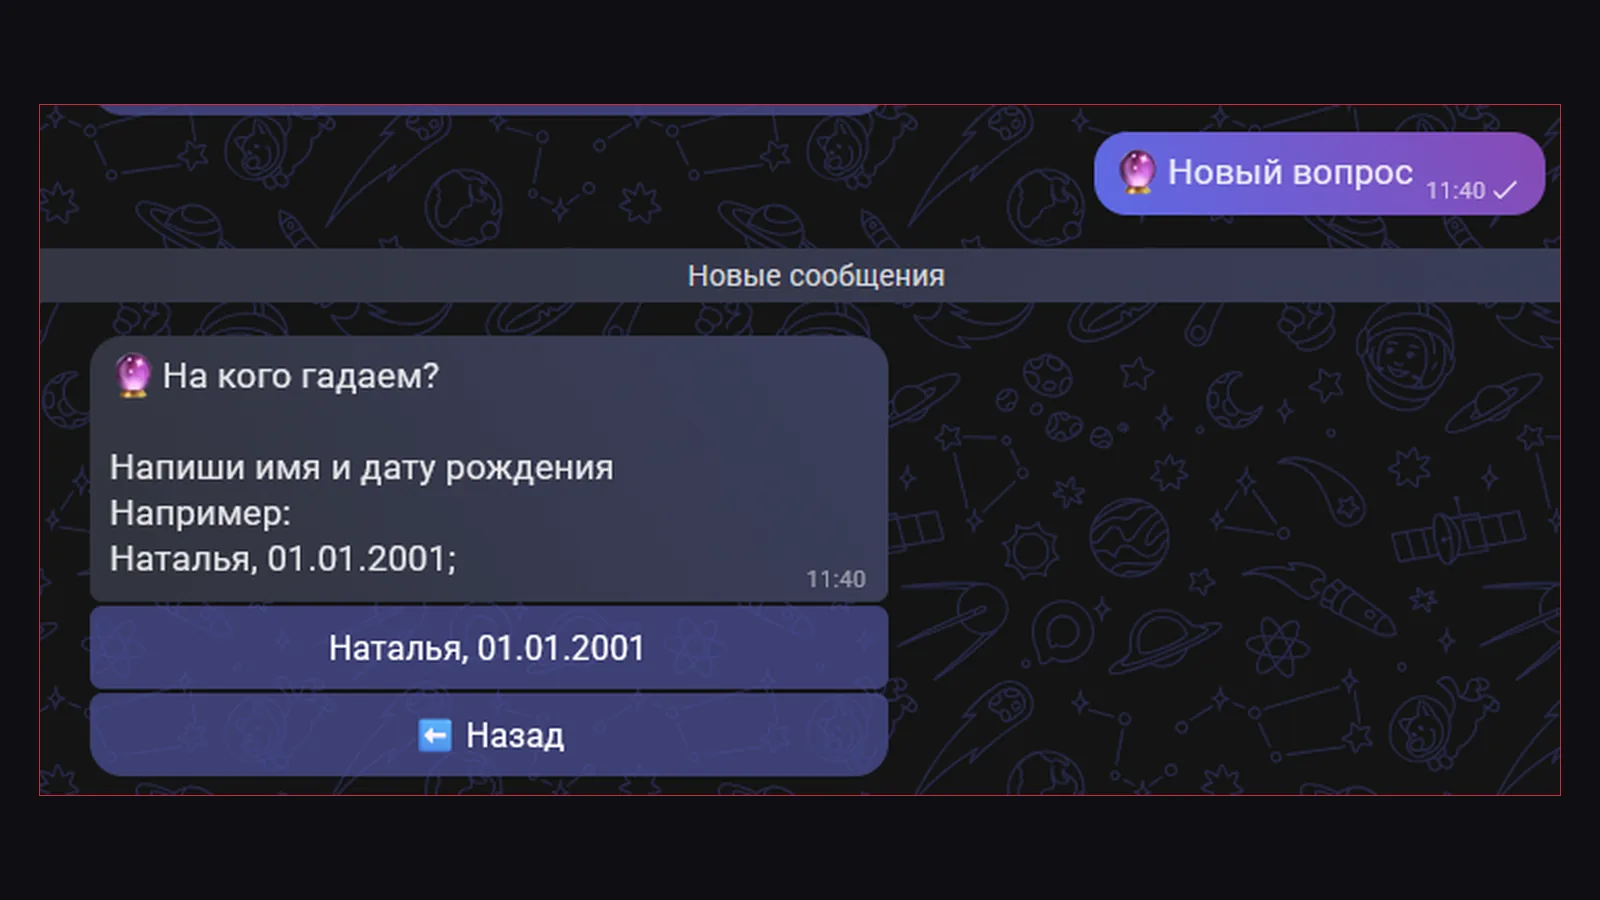 🔮 Новый вопрос
11:40
Новые сообщения
🔮 На кого гадаем?
Напиши имя и дату рождения
Например:
Наталья, 01.01.2001;
11:40
Наталья, 01.01.2001
⬅️ Назад